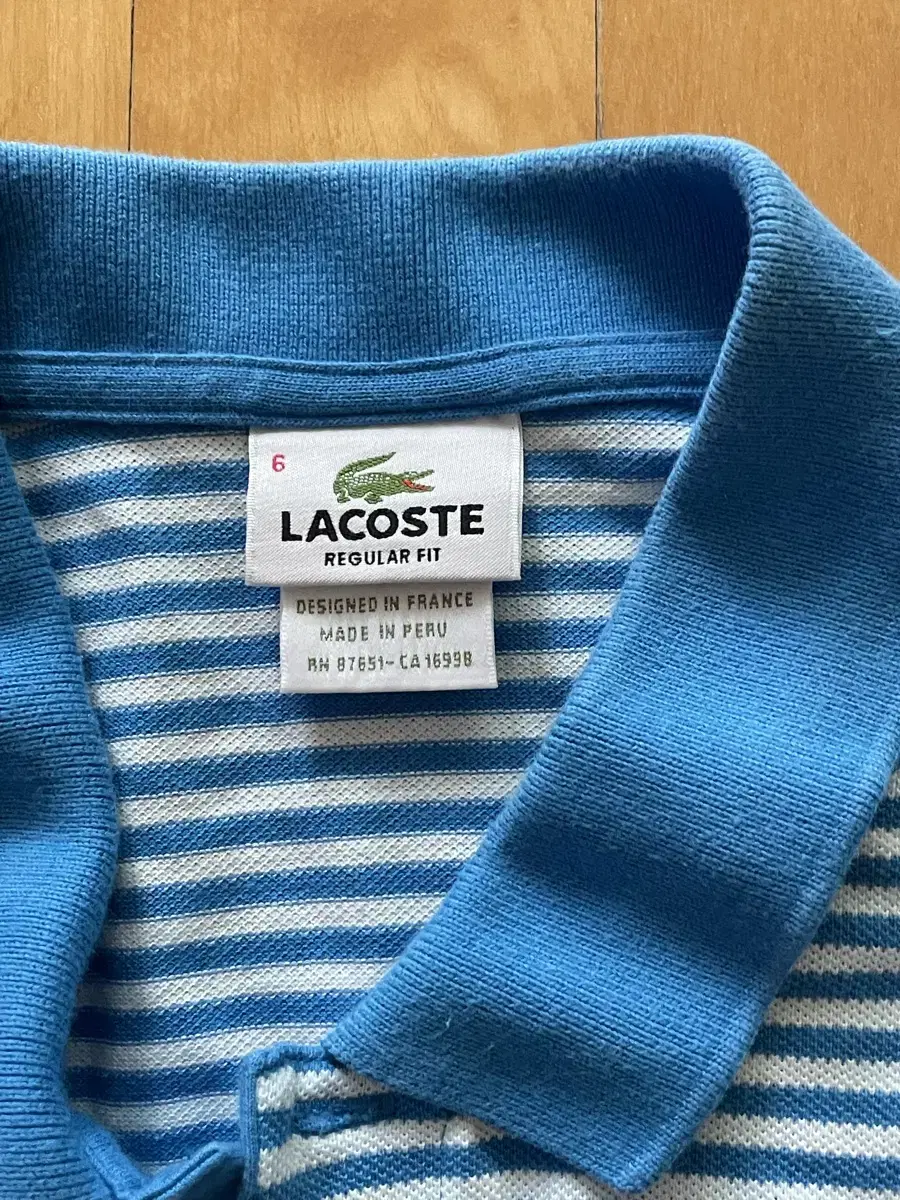 6
LACOSTE
REGULAR FIT
DESIGNED IN FRANCE
MADE IN PERU
RN 87651-CA 16998